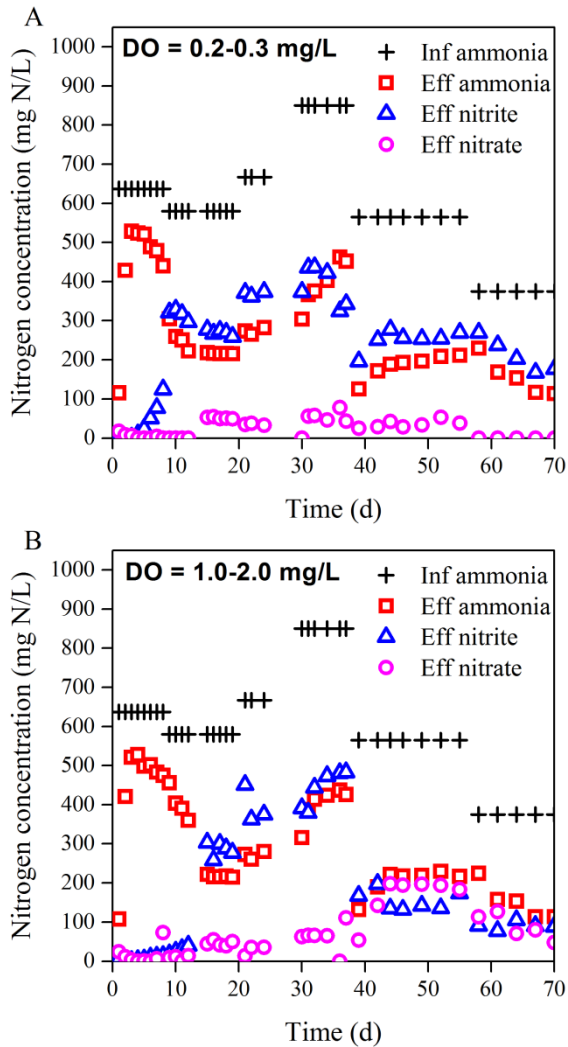 A
DO = 0.2-0.3 mg/L
Inf ammonia
Eff ammonia
Eff nitrite
Eff nitrate
Nitrogen concentration (mg N/L)
1000
900
800
700
600
500
400
300
200
100
0
0 10 20 30 40 50 60 70
Time (d)
B
DO = 1.0-2.0 mg/L
Inf ammonia
Eff ammonia
Eff nitrite
Eff nitrate
Nitrogen concentration (mg N/L)
1000
900
800
700
600
500
400
300
200
100
0
0 10 20 30 40 50 60 70
Time (d)